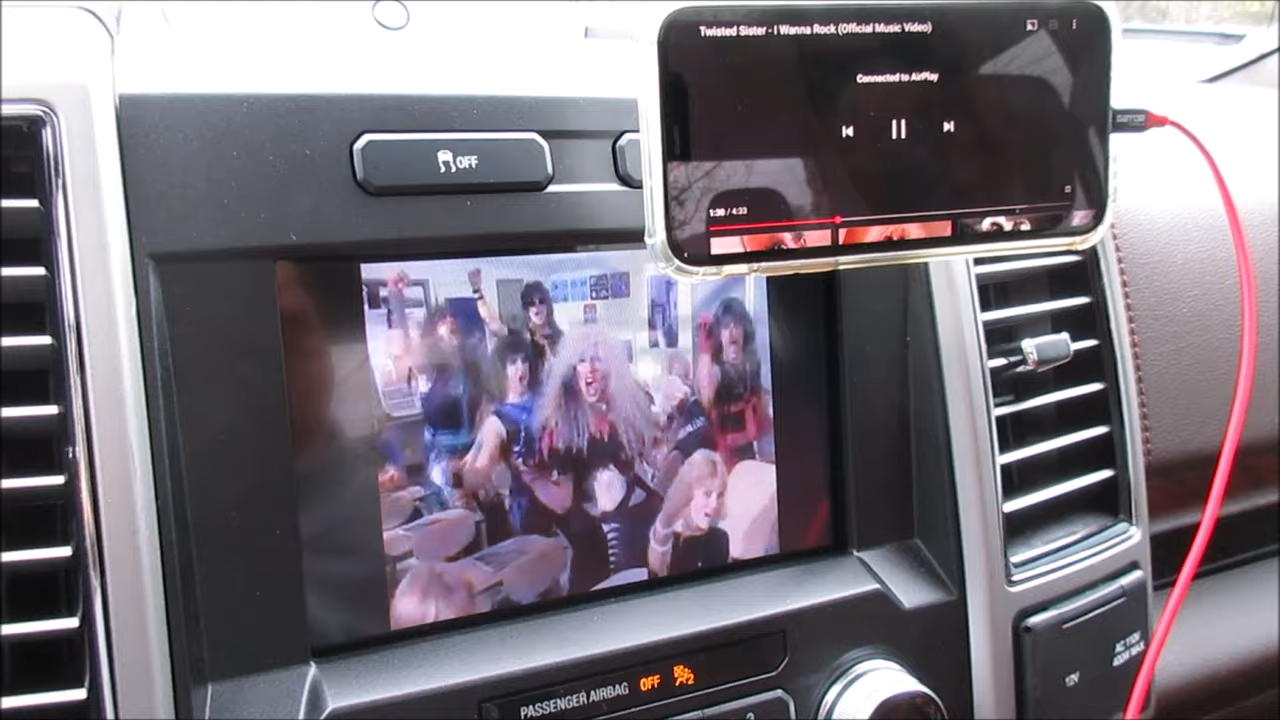 Twisted Sister - I Wanna Rock (Official Music Video)
Connected to AirPlay
1:30 / 4:33
OFF
PASSENGER AIRBAG OFF
2
AC 110V
400W MAX
12V